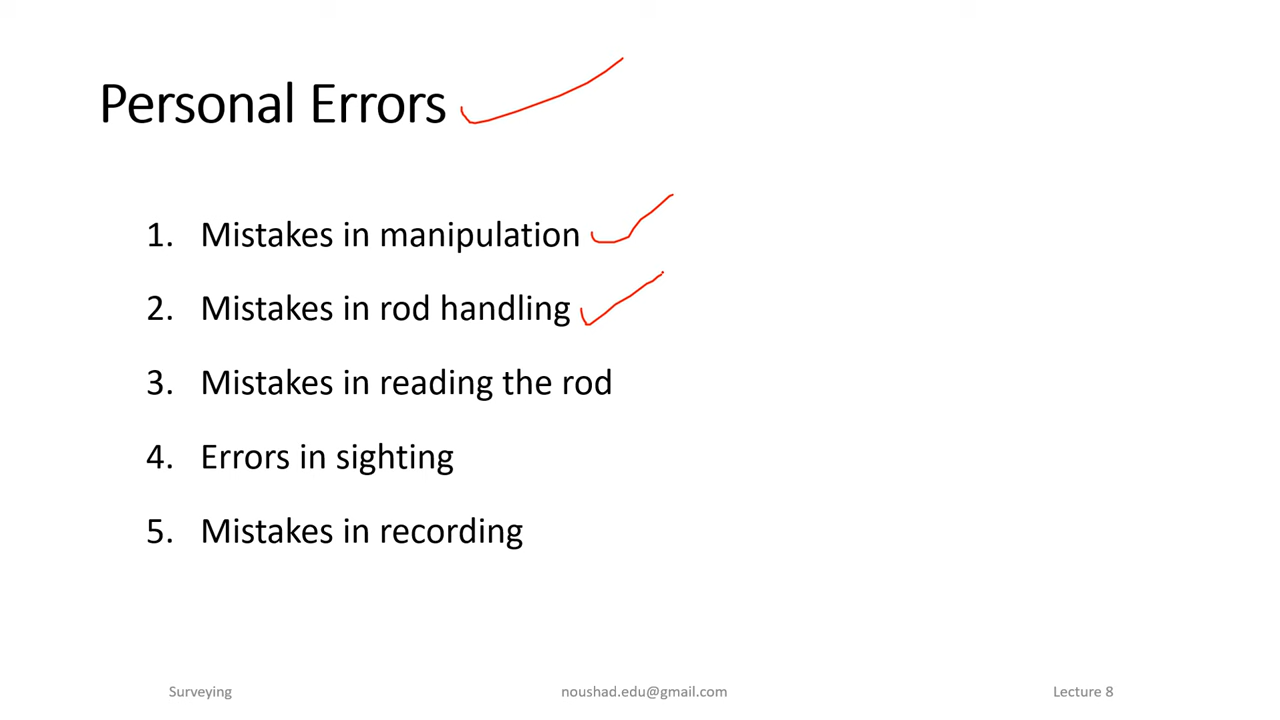 Personal Errors
1. Mistakes in manipulation
2. Mistakes in rod handling
3. Mistakes in reading the rod
4. Errors in sighting
5. Mistakes in recording
Surveying noushad.edu@gmail.com Lecture 8